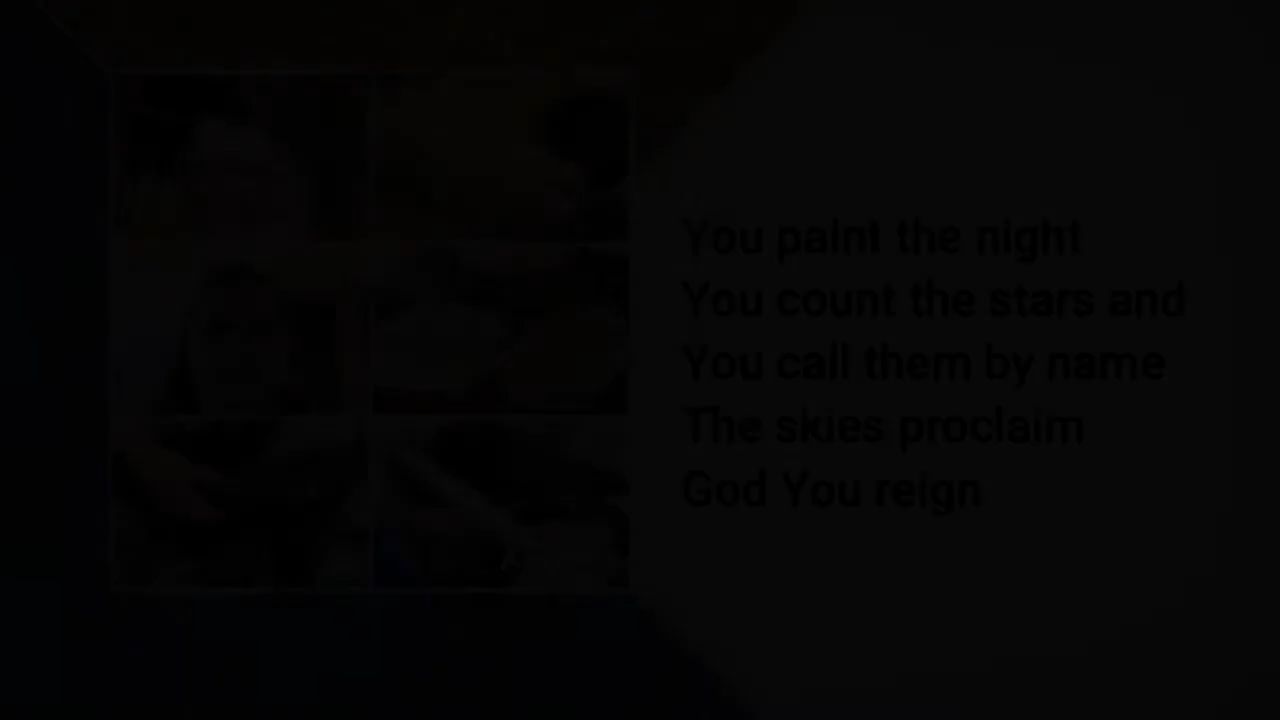 You paint the night
You count the stars and
You call them by name
The skies proclaim
God You reign